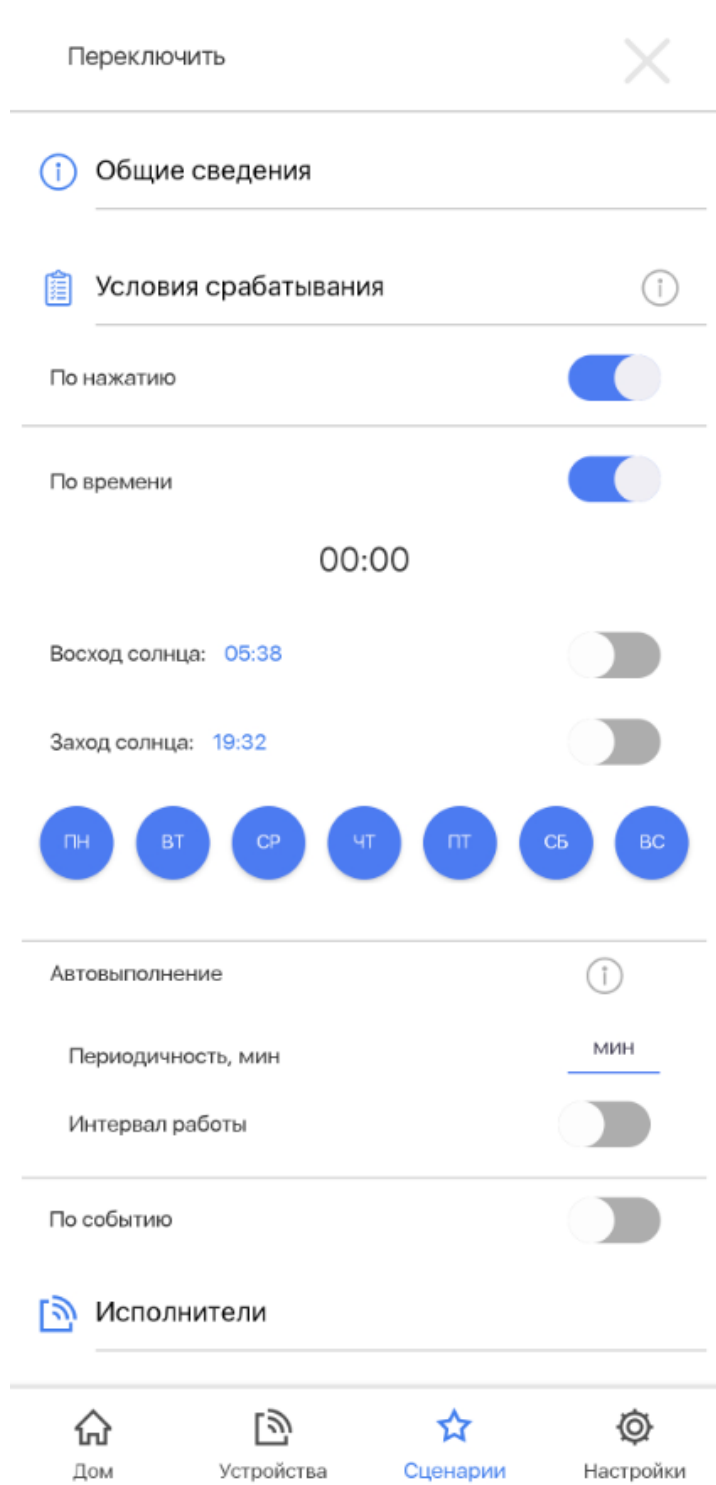 Переключить
Общие сведения
Условия срабатывания
По нажатию
По времени
00:00
Восход солнца: 05:38
Заход солнца: 19:32
ПН ВТ СР ЧТ ПТ СБ ВС
Автовыполнение
Периодичность, мин мин
Интервал работы
По событию
Исполнители
Дом Устройства Сценарии Настройки